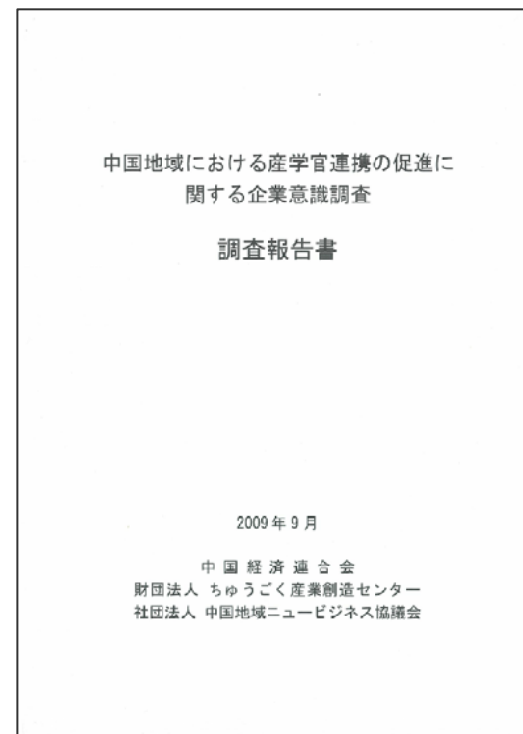 中国地域における産学官連携の促進に
関する企業意識調査
調査報告書
2009年9月
中国経済連合会
財団法人 ちゅうごく産業創造センター
社団法人 中国地域ニュービジネス協議会